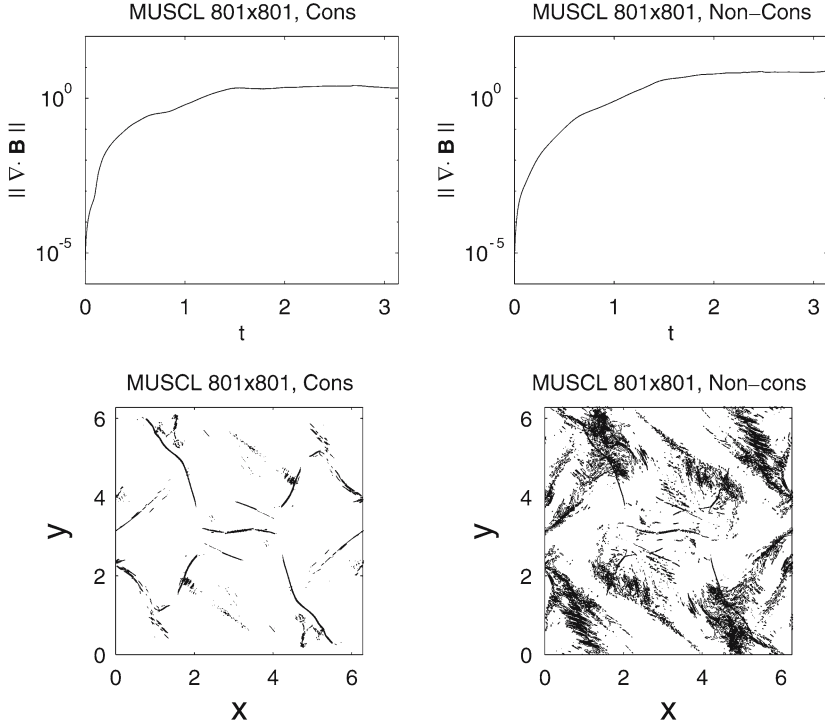 MUSCL 801x801, Cons
|| ∇· B ||
10^0
10^-5
0 1 2 3
t
MUSCL 801x801, Non−Cons
|| ∇· B ||
10^0
10^-5
0 1 2 3
t
MUSCL 801x801, Cons
y
6
4
2
0
0 2 4 6
x
MUSCL 801x801, Non−cons
y
6
4
2
0
0 2 4 6
x